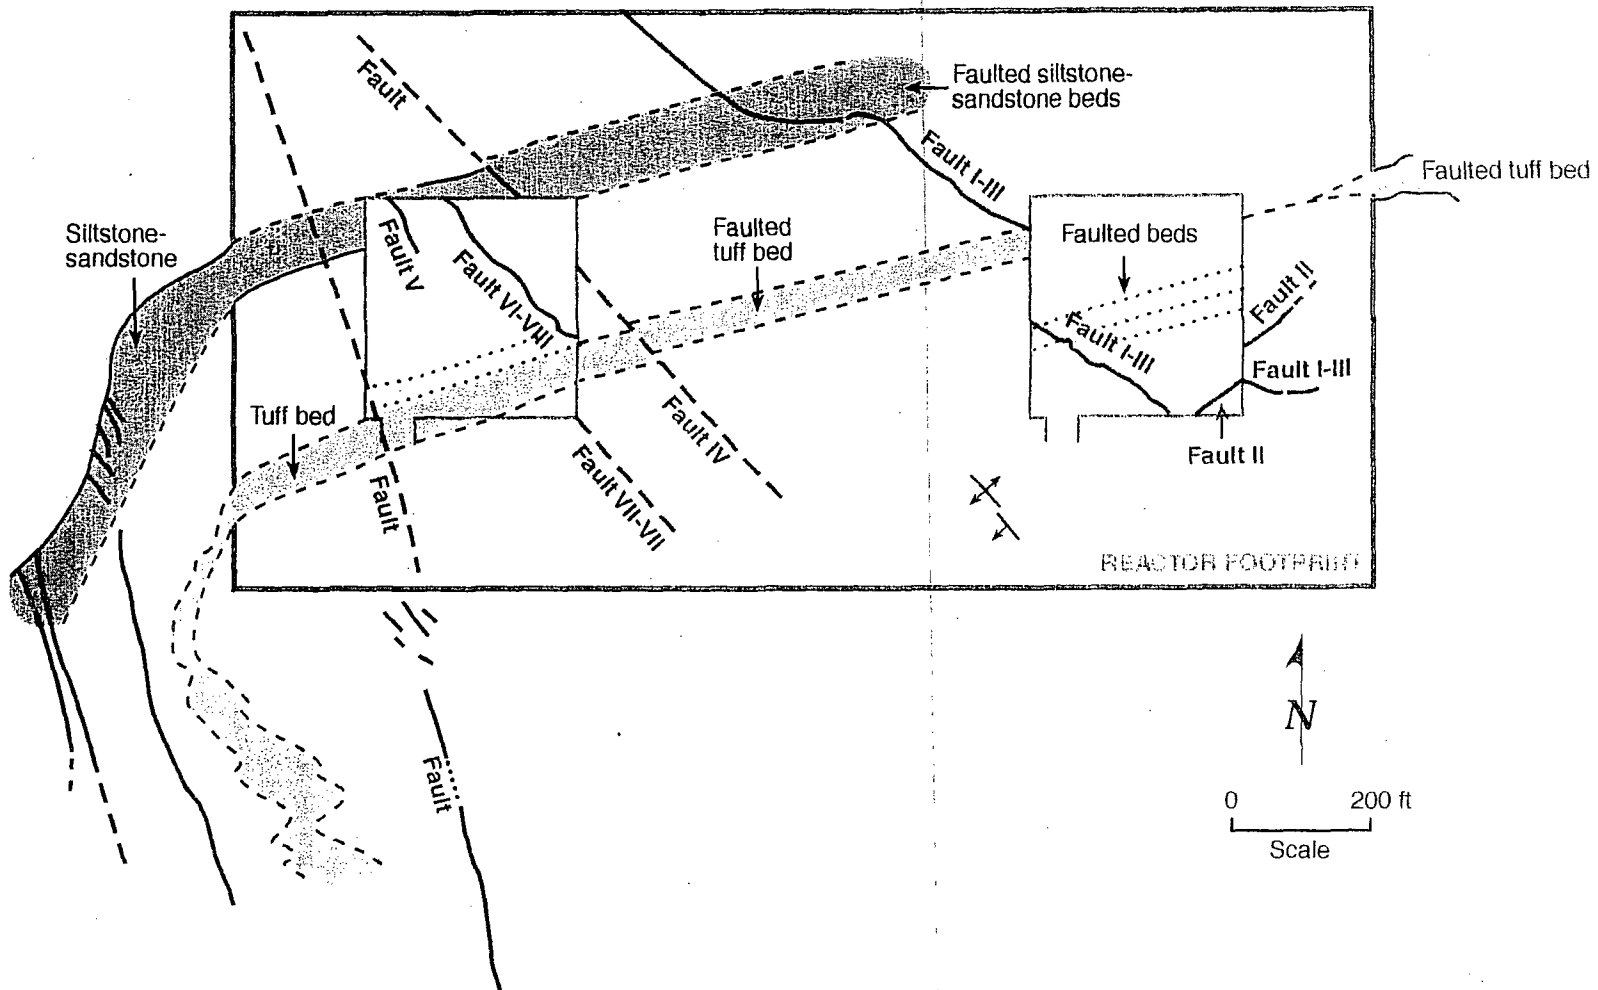 Faulted siltstone-
sandstone beds
Fault
Fault I-III
Faulted tuff bed
Siltstone-
sandstone
Faulted
tuff bed
Faulted beds
Fault V
Fault VI-VIII
Fault II
Fault I-III
Fault I-III
Tuff bed
Fault IV
Fault II
Fault
Fault VII-VII
REACTOR FOOTPRINT
N
Fault
0 200 ft
Scale